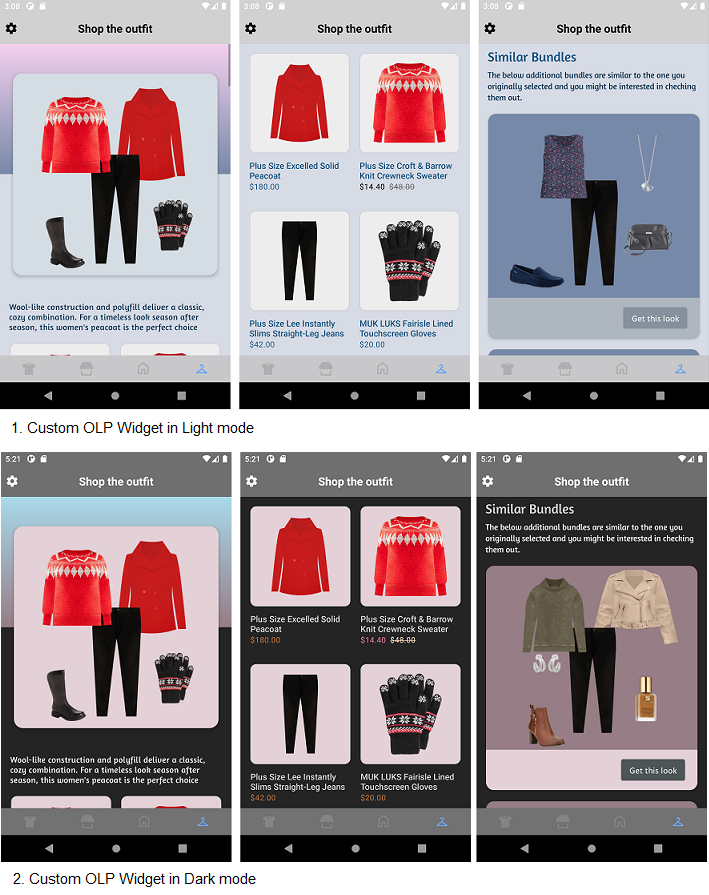 3:08
Shop the outfit
Wool-like construction and polyfill deliver a classic,
cozy combination. For a timeless look season after
season, this women's peacoat is the perfect choice
3:08
Shop the outfit
Plus Size Excelled Solid
Peacoat
$180.00
Plus Size Croft & Barrow
Knit Crewneck Sweater
$14.40 $48.00
Plus Size Lee Instantly
Slims Straight-Leg Jeans
$42.00
MUK LUKS Fairisle Lined
Touchscreen Gloves
$20.00
3:08
Shop the outfit
Similar Bundles
The below additional bundles are similar to the one you
originally selected and you might be interested in checking
them out.
Get this look
1. Custom OLP Widget in Light mode
5:21
Shop the outfit
Wool-like construction and polyfill deliver a classic,
cozy combination. For a timeless look season after
season, this women's peacoat is the perfect choice
5:21
Shop the outfit
Plus Size Excelled Solid
Peacoat
$180.00
Plus Size Croft & Barrow
Knit Crewneck Sweater
$14.40 $48.00
Plus Size Lee Instantly
Slims Straight-Leg Jeans
$42.00
MUK LUKS Fairisle Lined
Touchscreen Gloves
$20.00
5:21
Shop the outfit
Similar Bundles
The below additional bundles are similar to the one you
originally selected and you might be interested in checking
them out.
Get this look
2. Custom OLP Widget in Dark mode